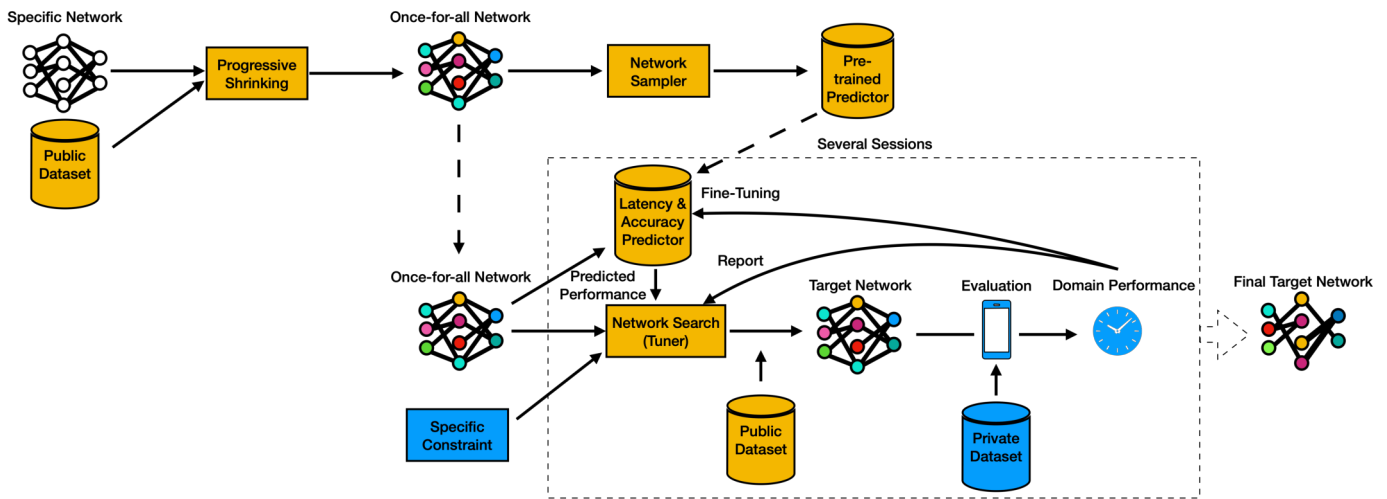 Specific Network
Once-for-all Network
Progressive
Shrinking
Network
Sampler
Pre-
trained
Predictor
Public
Dataset
Several Sessions
Fine-Tuning
Latency &
Accuracy
Predictor
Report
Once-for-all Network
Predicted
Performance
Target Network
Evaluation
Domain Performance
Final Target Network
Network Search
(Tuner)
Specific
Constraint
Public
Dataset
Private
Dataset